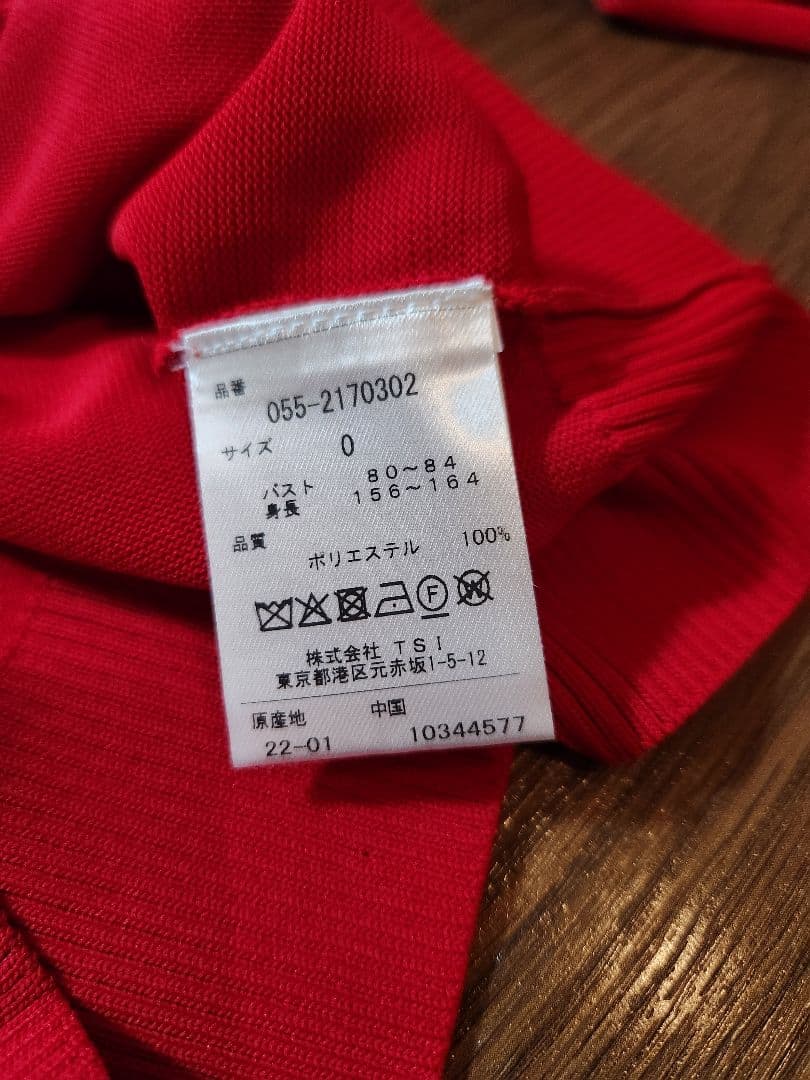 品番
055-2170302
サイズ 0
バスト 80～84
身長 156～164
品質
ポリエステル 100%
F W
株式会社 TSI
東京都港区元赤坂1-5-12
原産地 中国
22-01 10344577